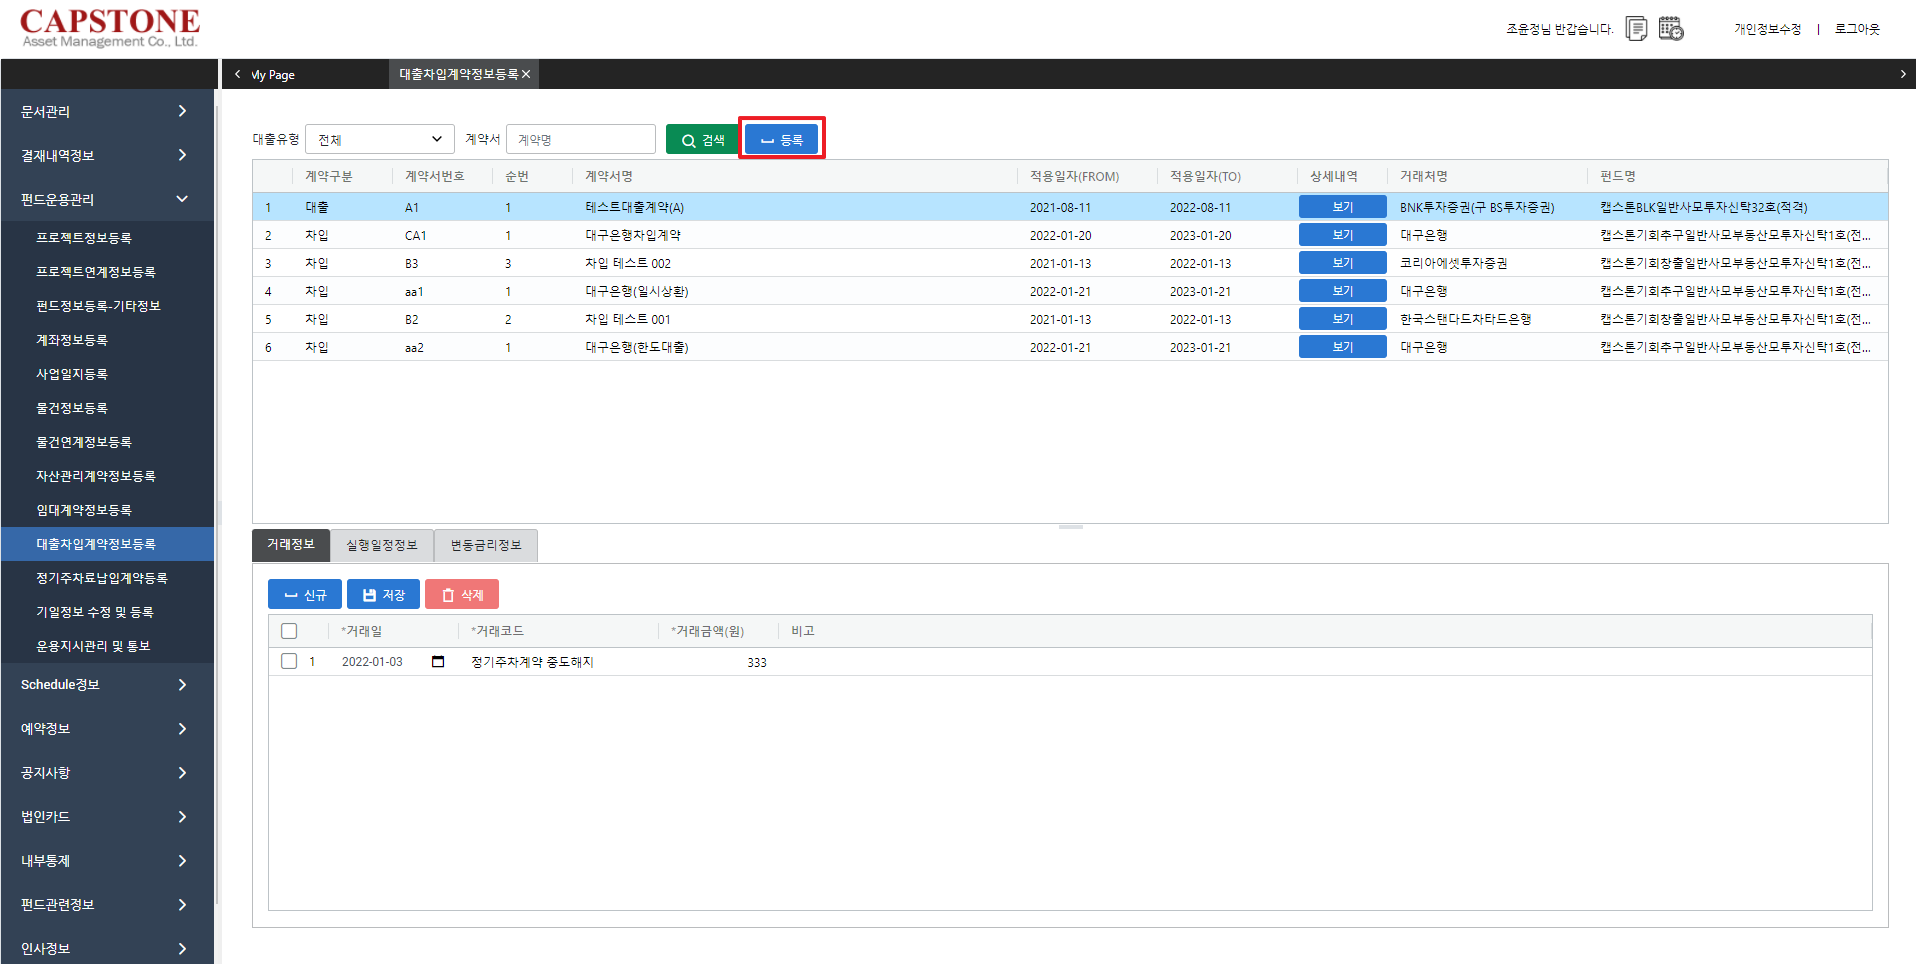 CAPSTONE
Asset Management Co., Ltd.
조윤정님 반갑습니다.
개인정보수정 | 로그아웃
My Page
대출차입계약정보등록
문서관리
결재내역정보
펀드운용관리
프로젝트정보등록
프로젝트연계정보등록
펀드정보등록-기타정보
계좌정보등록
사업일지등록
물건정보등록
물건연계정보등록
자산관리계약정보등록
임대계약정보등록
대출차입계약정보등록
정기주차료납입계약등록
기일정보 수정 및 등록
운용지시관리 및 통보
Schedule정보
예약정보
공지사항
법인카드
내부통제
펀드관련정보
인사정보
대출유형 전체 계약서 계약명 검색 등록
계약구분 계약서번호 순번 계약서명 적용일자(FROM) 적용일자(TO) 상세내역 거래처명 펀드명
1 대출 A1 1 테스트대출계약(A) 2021-08-11 2022-08-11 보기 BNK투자증권(구 BS투자증권) 캡스톤BLK일반사모투자신탁32호(적격)
2 차입 CA1 1 대구은행차입계약 2022-01-20 2023-01-20 보기 대구은행 캡스톤기회추구일반사모부동산모투자신탁1호(전...
3 차입 B3 3 차입 테스트 002 2021-01-13 2022-01-13 보기 코리아에셋투자증권 캡스톤기회창출일반사모부동산모투자신탁1호(전...
4 차입 aa1 1 대구은행(일시상환) 2022-01-21 2023-01-21 보기 대구은행 캡스톤기회추구일반사모부동산모투자신탁1호(전...
5 차입 B2 2 차입 테스트 001 2021-01-13 2022-01-13 보기 한국스탠다드차타드은행 캡스톤기회창출일반사모부동산모투자신탁1호(전...
6 차입 aa2 1 대구은행(한도대출) 2022-01-21 2023-01-21 보기 대구은행 캡스톤기회추구일반사모부동산모투자신탁1호(전...
거래정보 실행일정정보 변동금리정보
신규 저장 삭제
*거래일 *거래코드 *거래금액(원) 비고
1 2022-01-03 정기주차계약 중도해지 333